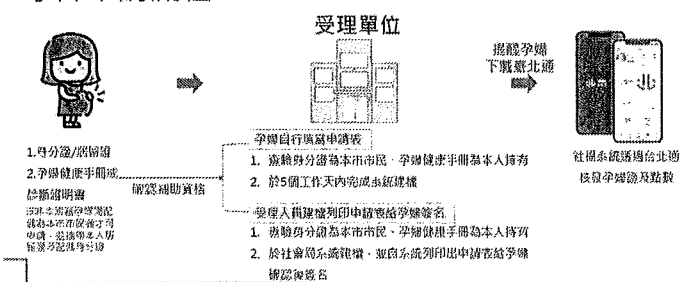 受理單位
提醒孕婦
下載臺北通
1.身分證/居留證
2.孕婦健康手冊或
診斷證明書
確認補助資格
孕婦自行填寫申請表
1. 查驗身分證為本市市民、孕婦健康手冊為本人持有
2. 於5個工作天內完成系統建檔
受理人員建檔列印申請表給孕婦簽名
1. 查驗身分證為本市市民、孕婦健康手冊為本人持有
2. 於社會局系統建檔，並由系統列印出申請表給孕婦
確認後簽名
社福系統透過台北通
核發孕婦證及點數